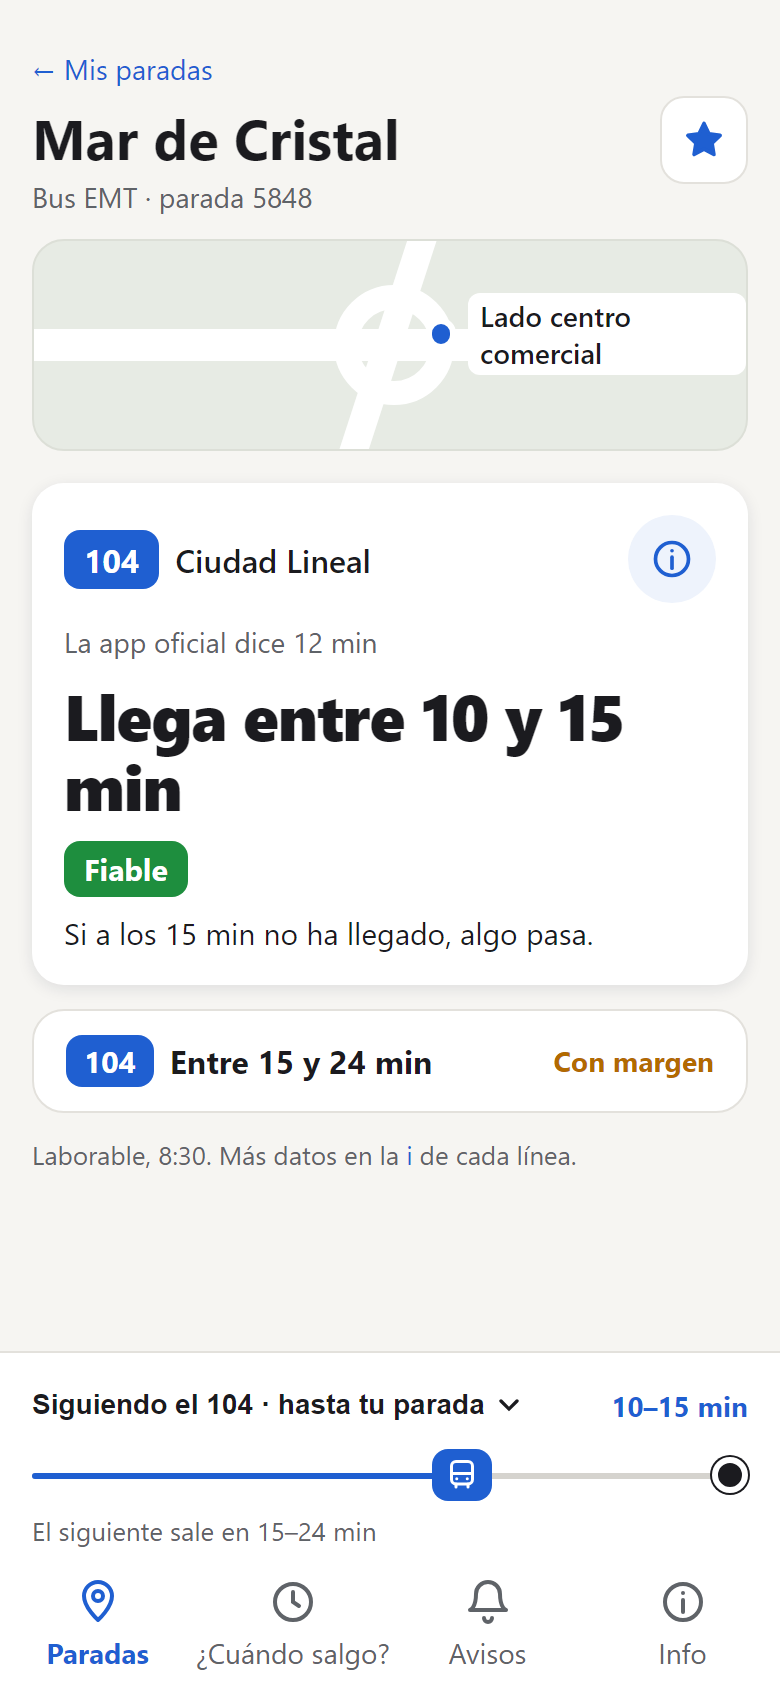 ← Mis paradas
Mar de Cristal
Bus EMT · parada 5848
Lado centro
comercial
104 Ciudad Lineal
La app oficial dice 12 min
Llega entre 10 y 15
min
Fiable
Si a los 15 min no ha llegado, algo pasa.
104 Entre 15 y 24 min Con margen
Laborable, 8:30. Más datos en la i de cada línea.
Siguiendo el 104 · hasta tu parada 10–15 min
El siguiente sale en 15–24 min
Paradas ¿Cuándo salgo? Avisos Info